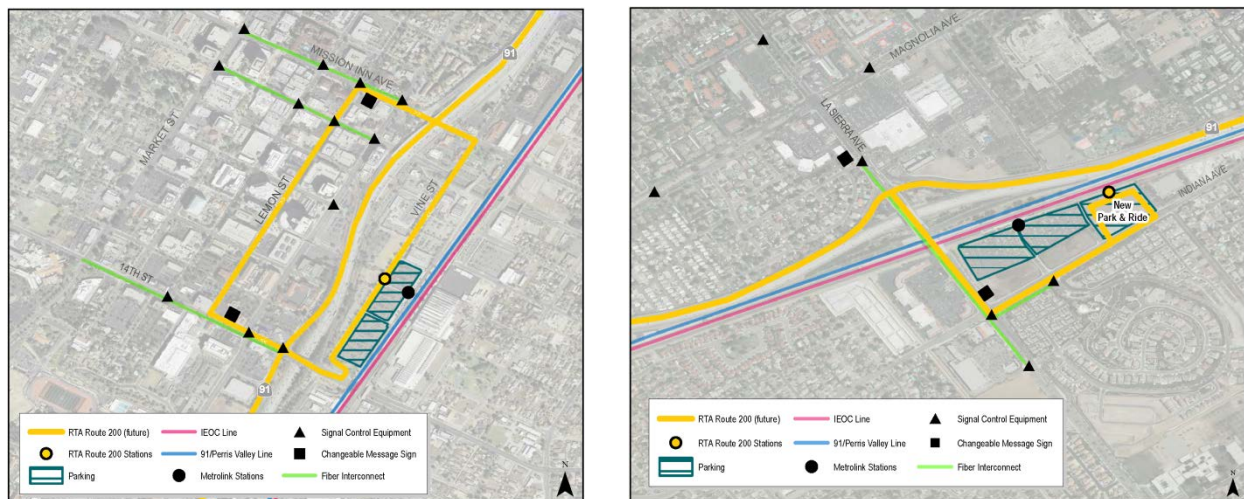 91
MISSION INN AVE
MARKET ST
LEMON ST
VINE ST
14TH ST
91
RTA Route 200 (future)
IEOC Line
Signal Control Equipment
RTA Route 200 Stations
91/Perris Valley Line
Changeable Message Sign
Parking
Metrolink Stations
Fiber Interconnect
N
MAGNOLIA AVE
LA SIERRA AVE
91
INDIANA AVE
New
Park & Ride
RTA Route 200 (future)
IEOC Line
Signal Control Equipment
RTA Route 200 Stations
91/Perris Valley Line
Changeable Message Sign
Parking
Metrolink Stations
Fiber Interconnect
N